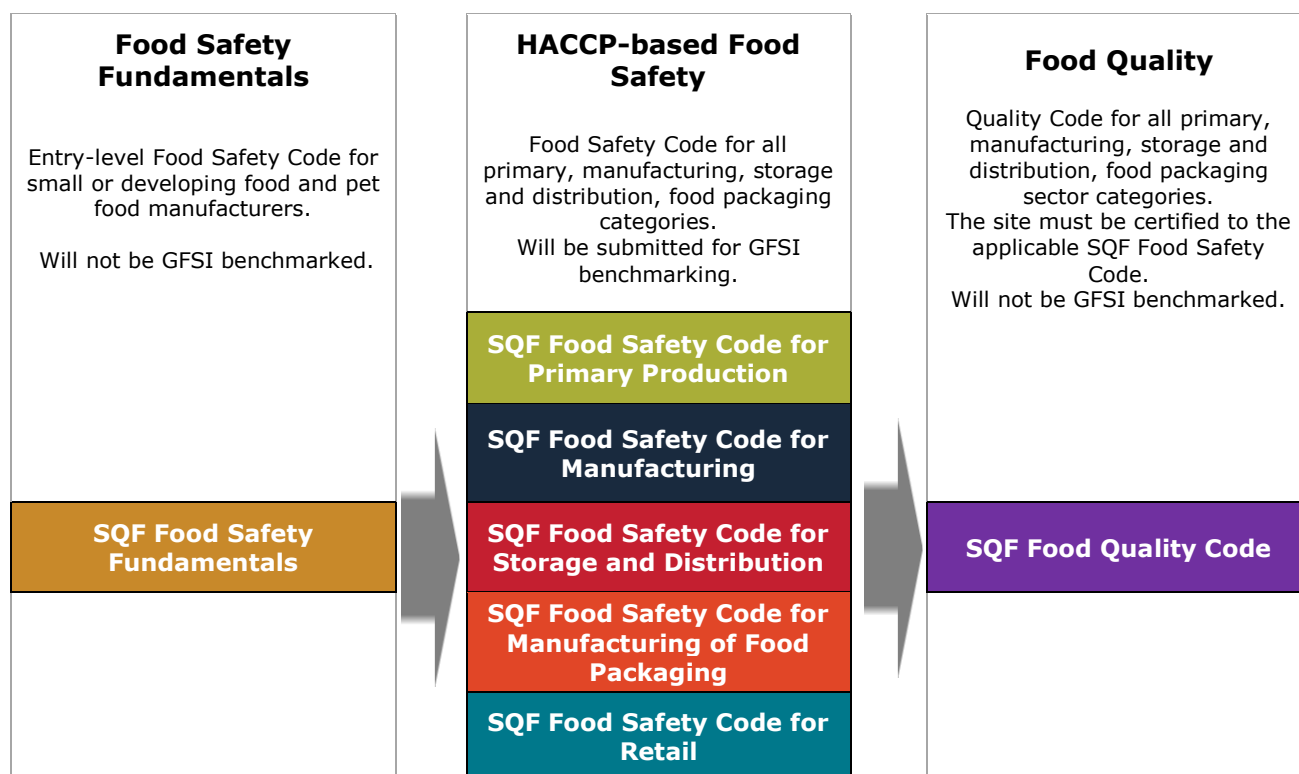 Food Safety
Fundamentals
Entry-level Food Safety Code for
small or developing food and pet
food manufacturers.
Will not be GFSI benchmarked.
SQF Food Safety
Fundamentals
HACCP-based Food
Safety
Food Safety Code for all
primary, manufacturing, storage
and distribution, food packaging
categories.
Will be submitted for GFSI
benchmarking.
SQF Food Safety Code for
Primary Production
SQF Food Safety Code for
Manufacturing
SQF Food Safety Code for
Storage and Distribution
SQF Food Safety Code for
Manufacturing of Food
Packaging
SQF Food Safety Code for
Retail
Food Quality
Quality Code for all primary,
manufacturing, storage and
distribution, food packaging
sector categories.
The site must be certified to the
applicable SQF Food Safety
Code.
Will not be GFSI benchmarked.
SQF Food Quality Code